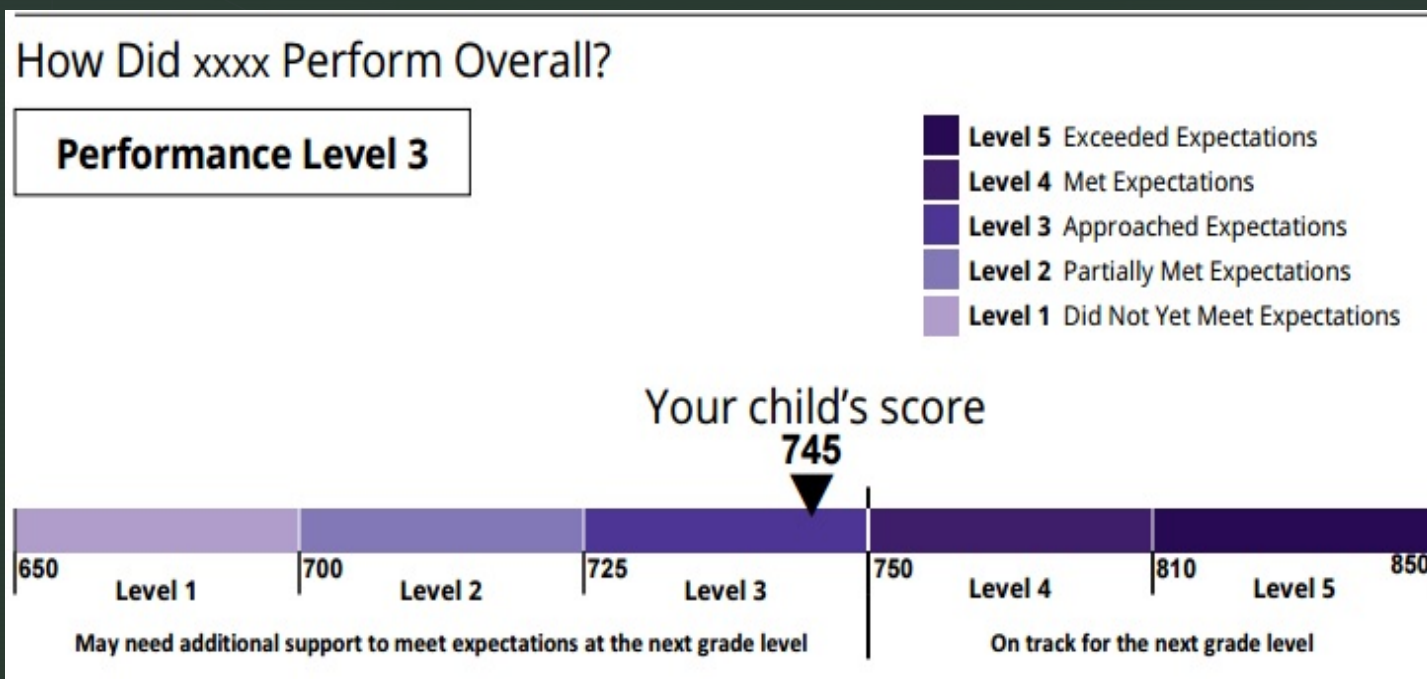 How Did xxxx Perform Overall?
Performance Level 3
Level 5 Exceeded Expectations
Level 4 Met Expectations
Level 3 Approached Expectations
Level 2 Partially Met Expectations
Level 1 Did Not Yet Meet Expectations
Your child's score
745
650 700 725 750 810 850
Level 1 Level 2 Level 3 Level 4 Level 5
May need additional support to meet expectations at the next grade level On track for the next grade level